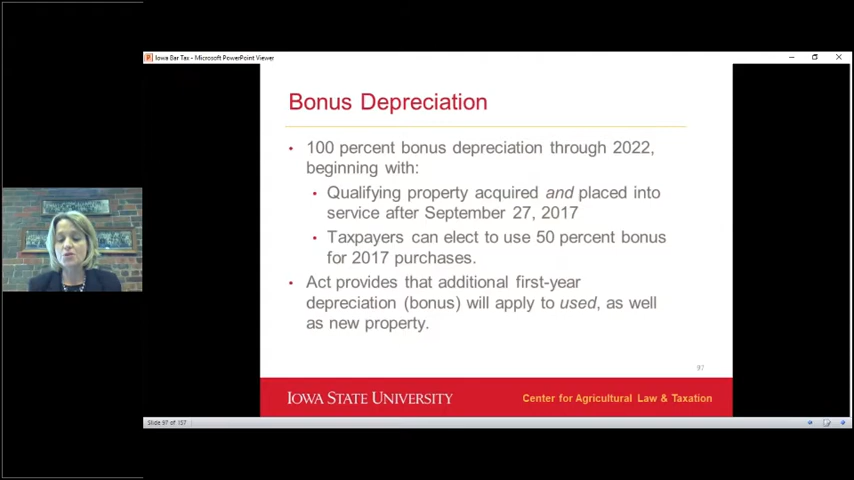 Iowa Bar Tax - Microsoft PowerPoint Viewer
Bonus Depreciation
• 100 percent bonus depreciation through 2022,
beginning with:
• Qualifying property acquired and placed into
service after September 27, 2017
• Taxpayers can elect to use 50 percent bonus
for 2017 purchases.
• Act provides that additional first-year
depreciation (bonus) will apply to used, as well
as new property.
97
IOWA STATE UNIVERSITY
Center for Agricultural Law & Taxation
Slide 97 of 157